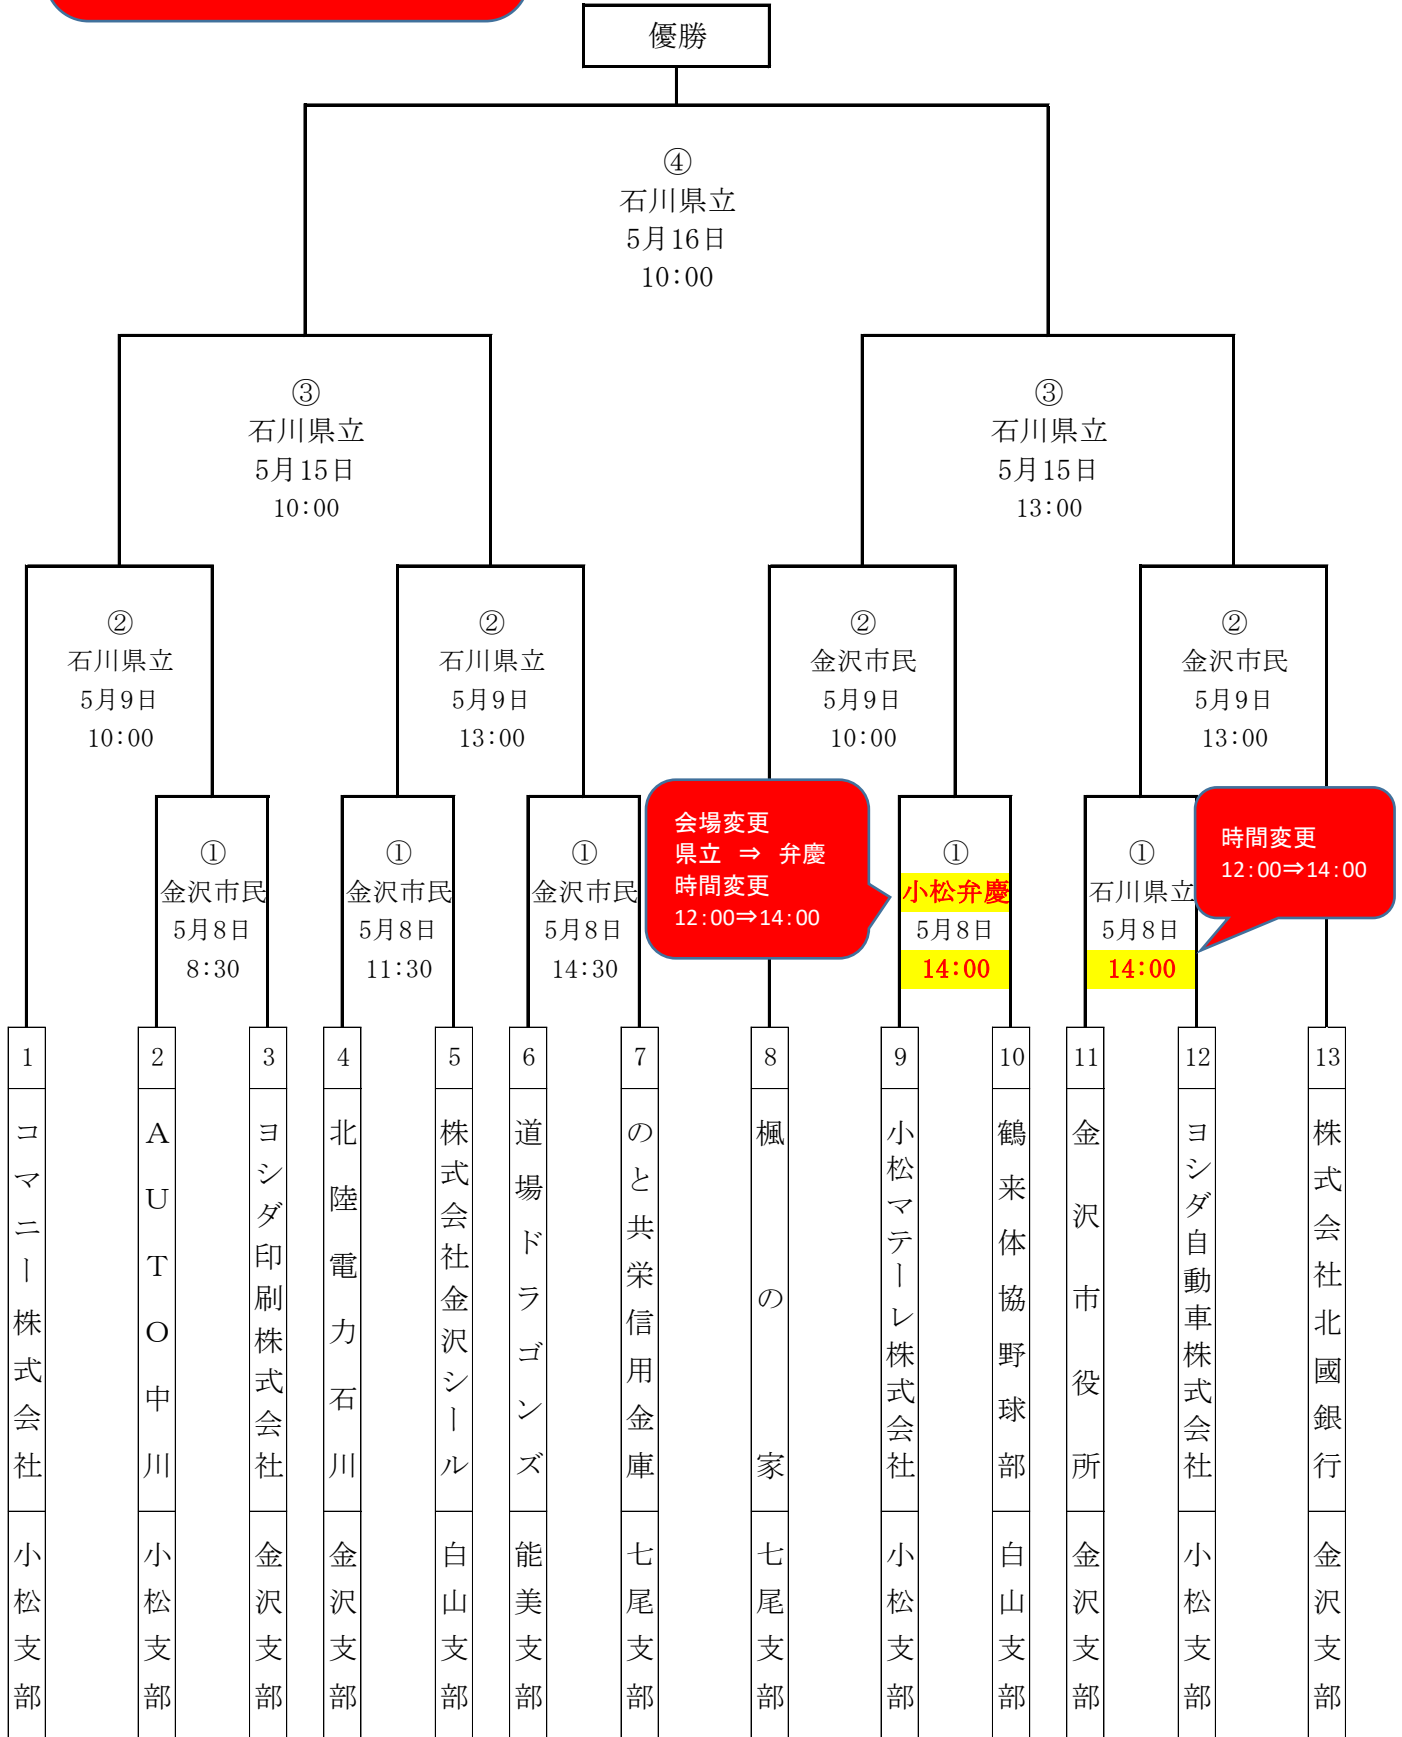 優勝
④
石川県立
5月16日
10:00
③
石川県立
5月15日
10:00
③
石川県立
5月15日
13:00
②
石川県立
5月9日
10:00
②
石川県立
5月9日
13:00
②
金沢市民
5月9日
10:00
②
金沢市民
5月9日
13:00
①
金沢市民
5月8日
8:30
①
金沢市民
5月8日
11:30
①
金沢市民
5月8日
14:30
会場変更
県立 ⇒ 弁慶
時間変更
12:00⇒14:00
①
小松弁慶
5月8日
14:00
①
石川県立
5月8日
14:00
時間変更
12:00⇒14:00
1
コマニー株式会社
小松支部
2
AUTO中川
小松支部
3
ヨシダ印刷株式会社
金沢支部
4
北陸電力石川
金沢支部
5
株式会社金沢シール
白山支部
6
道場ドラゴンズ
能美支部
7
のと共栄信用金庫
七尾支部
8
楓の家
七尾支部
9
小松マテーレ株式会社
小松支部
10
鶴来体協野球部
白山支部
11
金沢市役所
金沢支部
12
ヨシダ自動車株式会社
小松支部
13
株式会社北國銀行
金沢支部